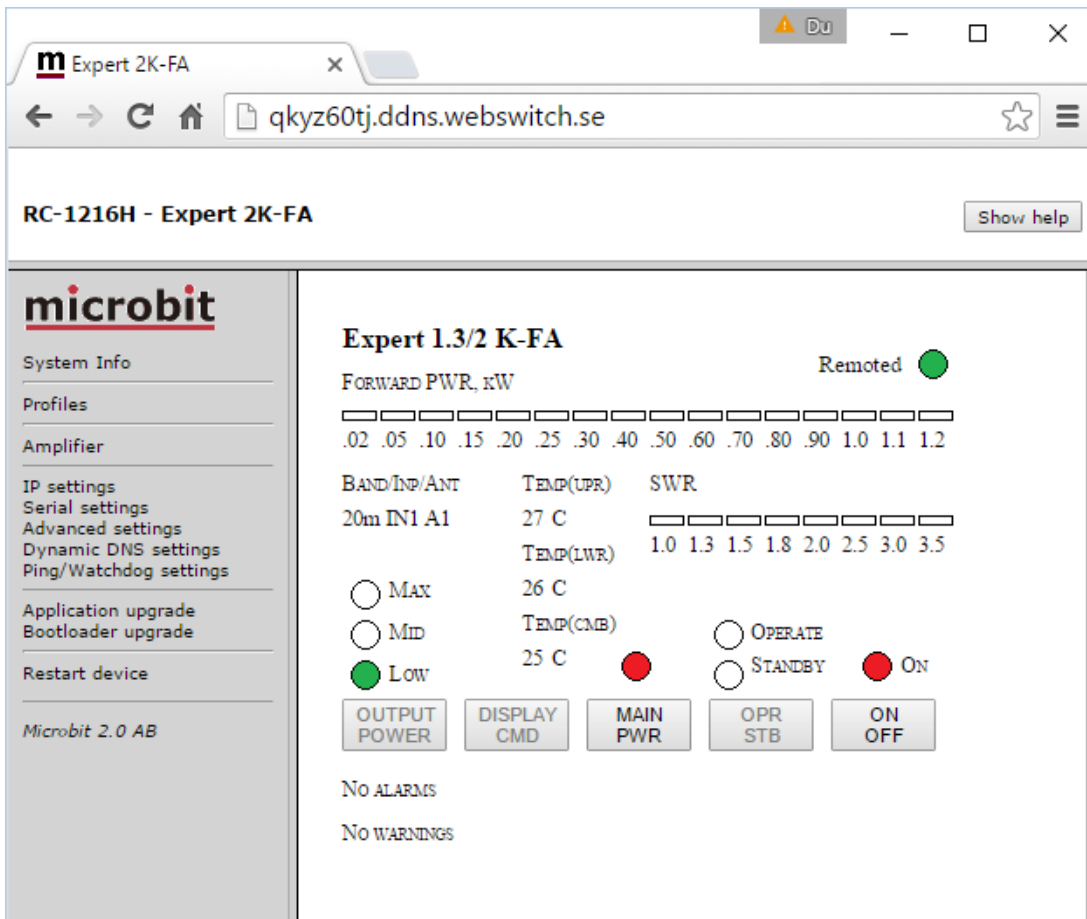 Du
m Expert 2K-FA
qkyz60tj.ddns.webswitch.se
RC-1216H - Expert 2K-FA
Show help
microbit
System Info
Profiles
Amplifier
IP settings
Serial settings
Advanced settings
Dynamic DNS settings
Ping/Watchdog settings
Application upgrade
Bootloader upgrade
Restart device
Microbit 2.0 AB
Expert 1.3/2 K-FA
Remoted
FORWARD PWR, KW
.02 .05 .10 .15 .20 .25 .30 .40 .50 .60 .70 .80 .90 1.0 1.1 1.2
BAND/INP/ANT TEMP(UPR) SWR
20m IN1 A1 27 C
1.0 1.3 1.5 1.8 2.0 2.5 3.0 3.5
TEMP(LWR)
MAX 26 C
MID TEMP(CMB) OPERATE
LOW 25 C STANDBY ON
OUTPUT POWER
DISPLAY CMD
MAIN PWR
OPR STB
ON OFF
NO ALARMS
NO WARNINGS